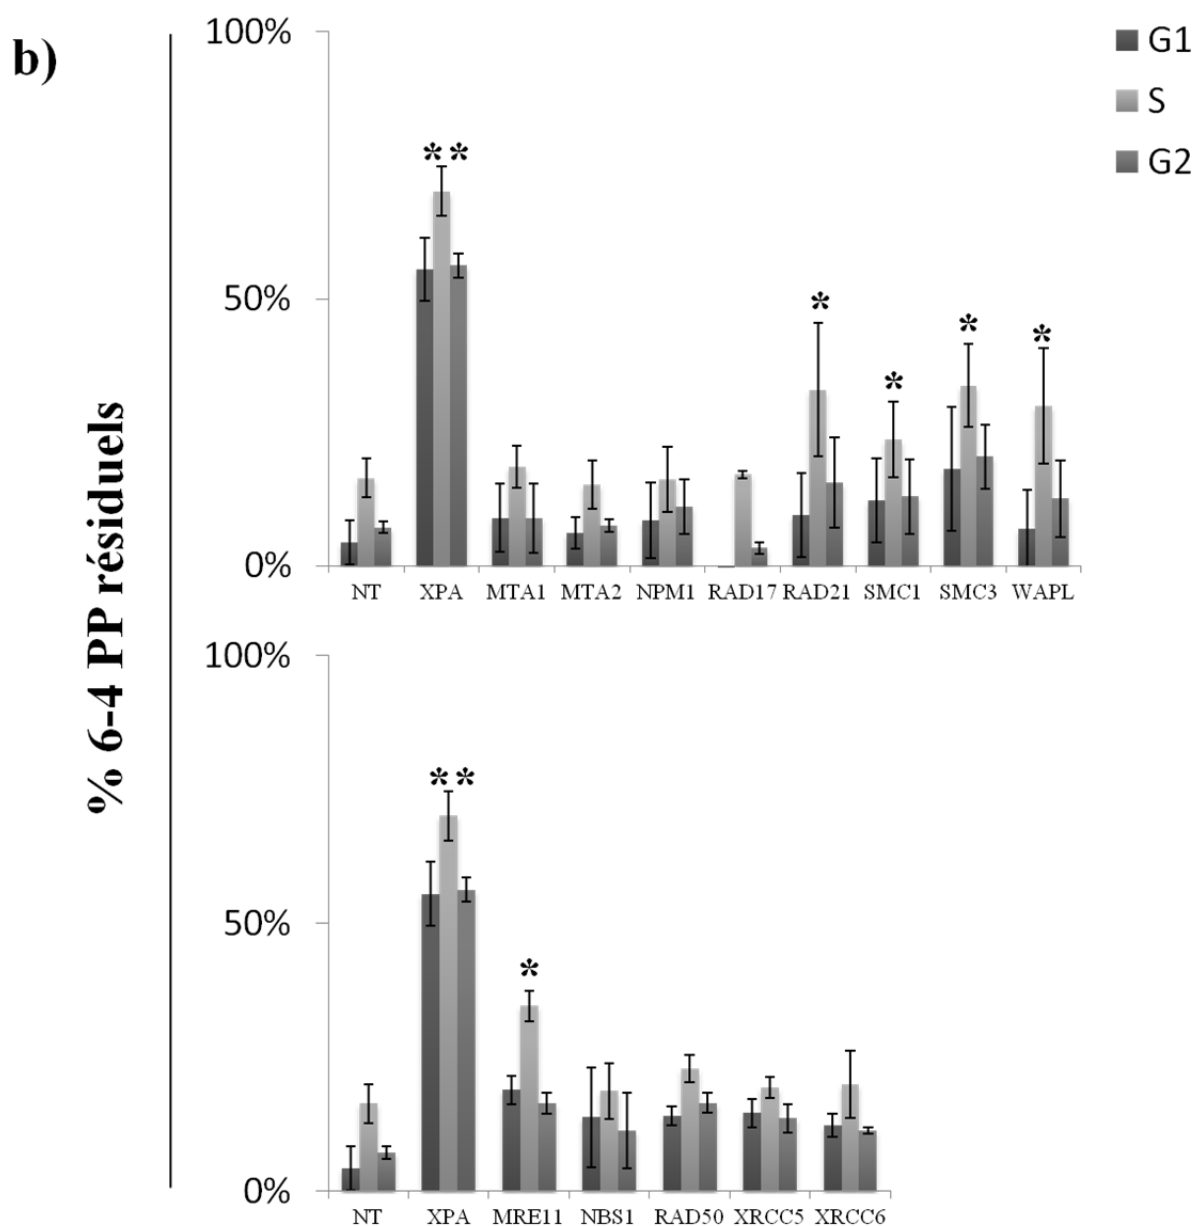 b)
G1
S
G2
% 6-4 PP résiduels
100%
50%
0%
** * * * *
NT XPA MTA1 MTA2 NPM1 RAD17 RAD21 SMC1 SMC3 WAPL
100%
50%
0%
** *
NT XPA MRE11 NBS1 RAD50 XRCC5 XRCC6